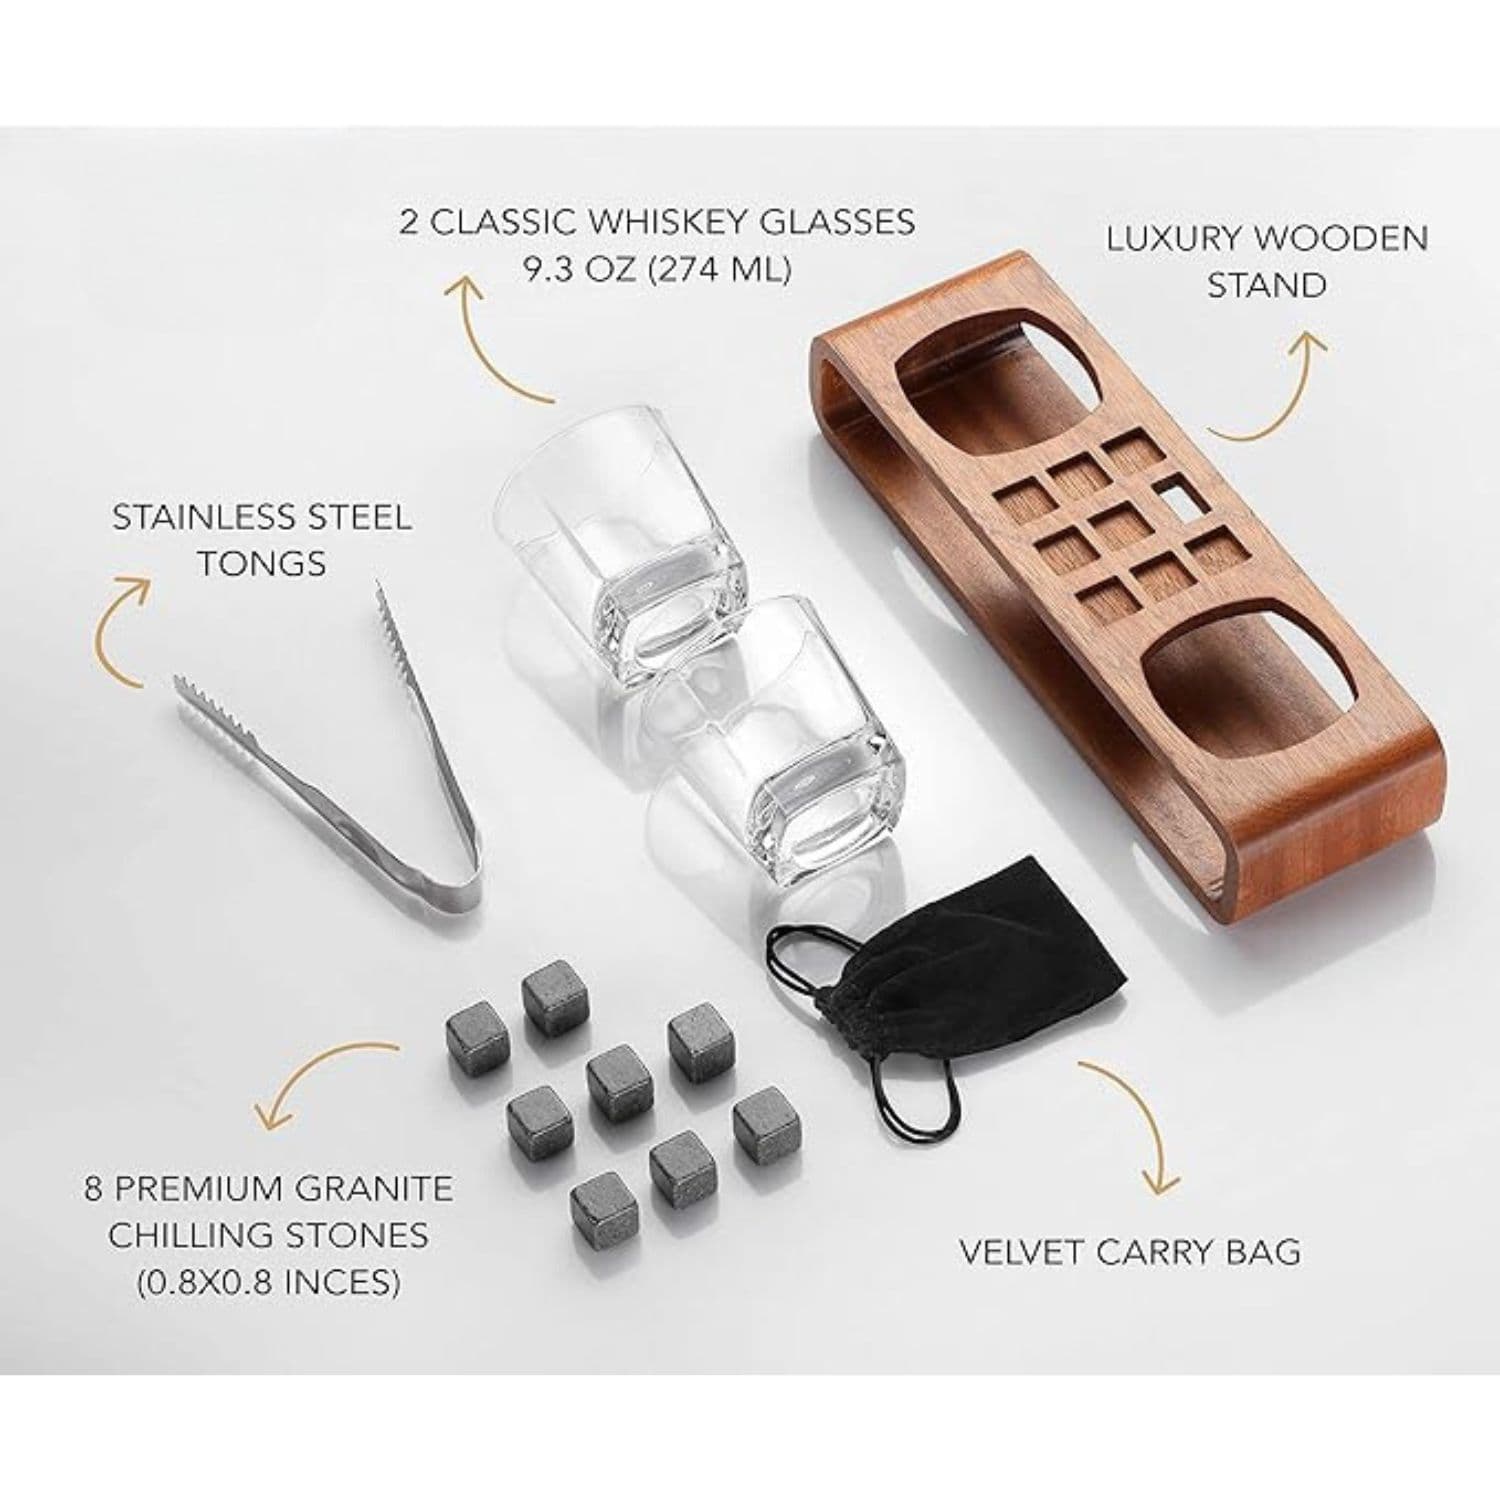 2 CLASSIC WHISKEY GLASSES
9.3 OZ (274 ML)
LUXURY WOODEN
STAND
STAINLESS STEEL
TONGS
8 PREMIUM GRANITE
CHILLING STONES
(0.8X0.8 INCES)
VELVET CARRY BAG